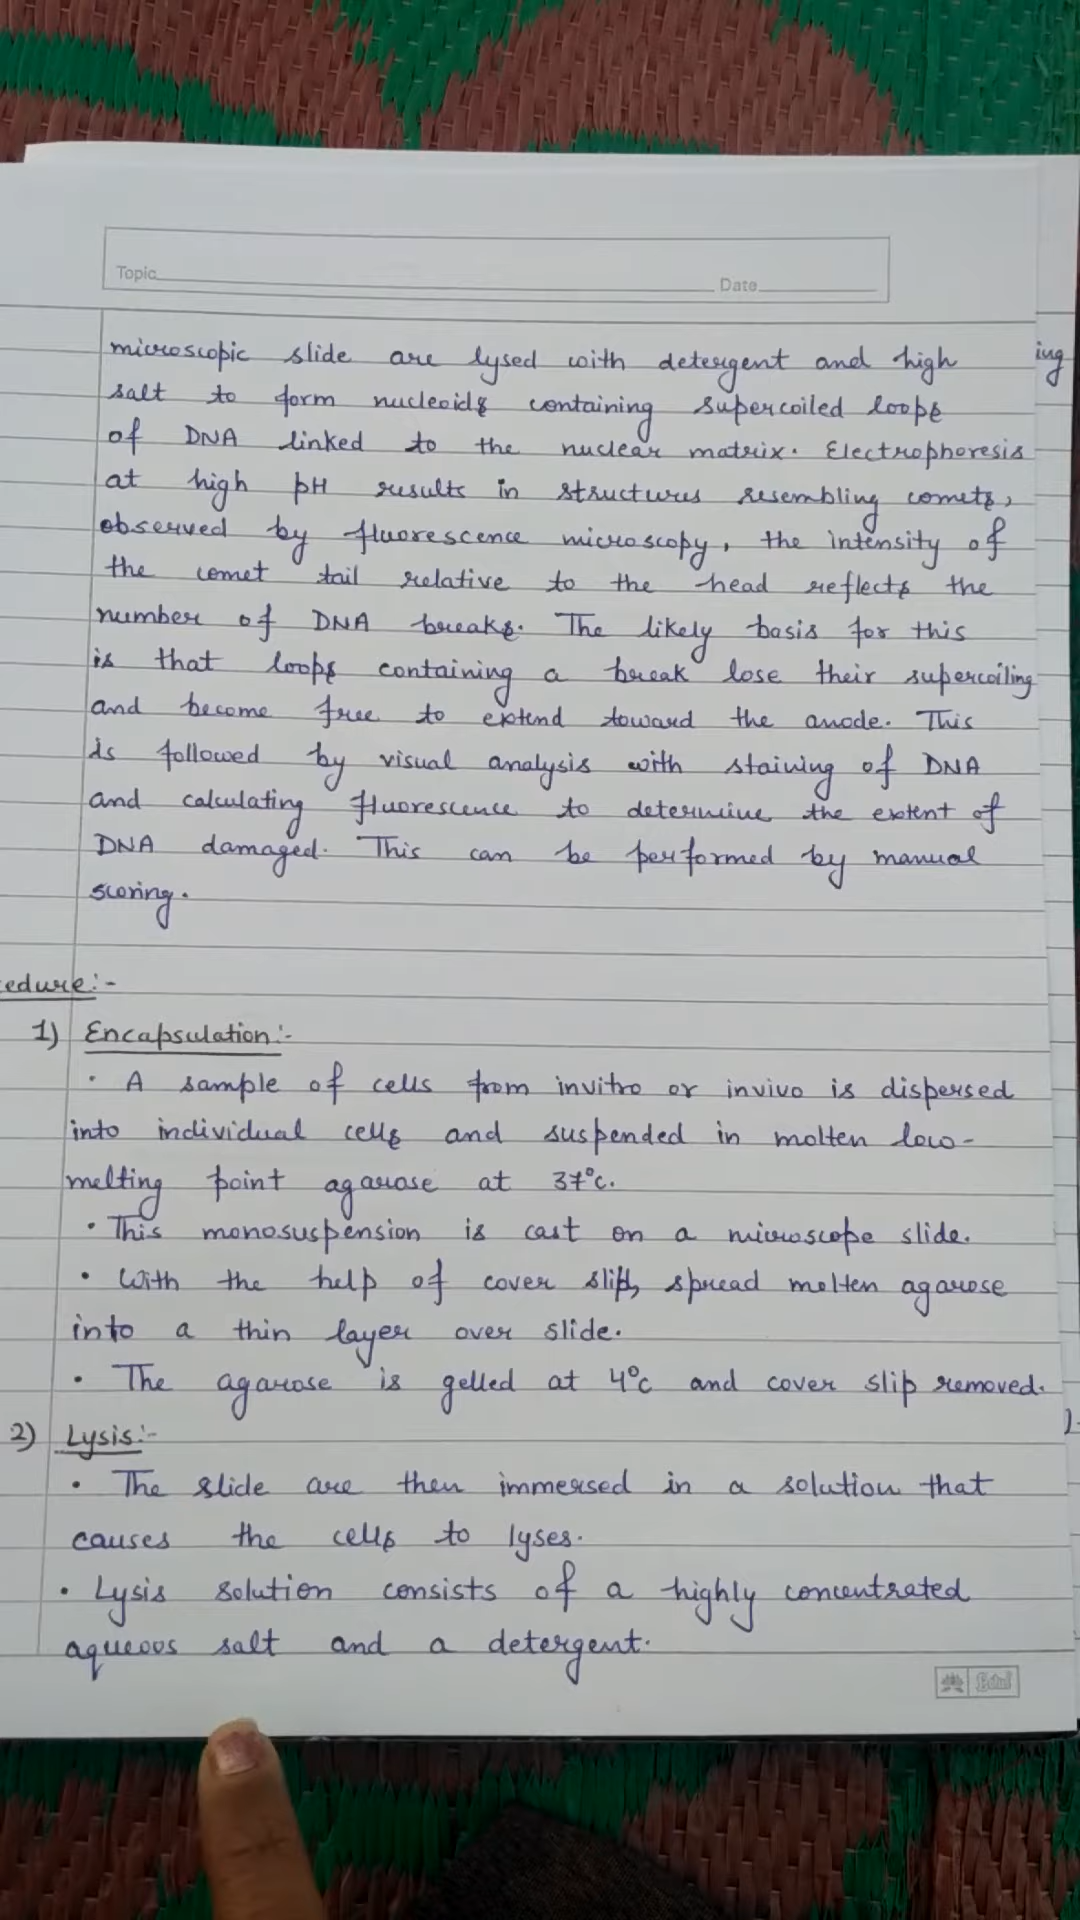 Topic Date
microscopic slide are lysed with detergent and high
salt to form nucleoids containing supercoiled loops
of DNA linked to the nuclear matrix. Electrophoresis
at high pH results in structures resembling comets,
observed by fluorescence microscopy, the intensity of
the comet tail relative to the head reflects the
number of DNA breaks. The likely basis for this
is that loops containing a break lose their supercoiling
and become free to extend toward the anode. This
is followed by visual analysis with staining of DNA
and calculating fluorescence to determine the extent of
DNA damaged. This can be performed by manual
scoring.
edure:-
1) Encapsulation:-
• A sample of cells from invitro or invivo is dispersed
into individual cells and suspended in molten low-
melting point agarose at 37°c.
• This monosuspension is cast on a microscope slide.
• With the help of cover slip, spread molten agarose
into a thin layer over slide.
• The agarose is gelled at 4°c and cover slip removed.
2) Lysis:-
• The slide are then immersed in a solution that
causes the cells to lyses.
• Lysis solution consists of a highly concentrated
aqueous salt and a detergent.
ing